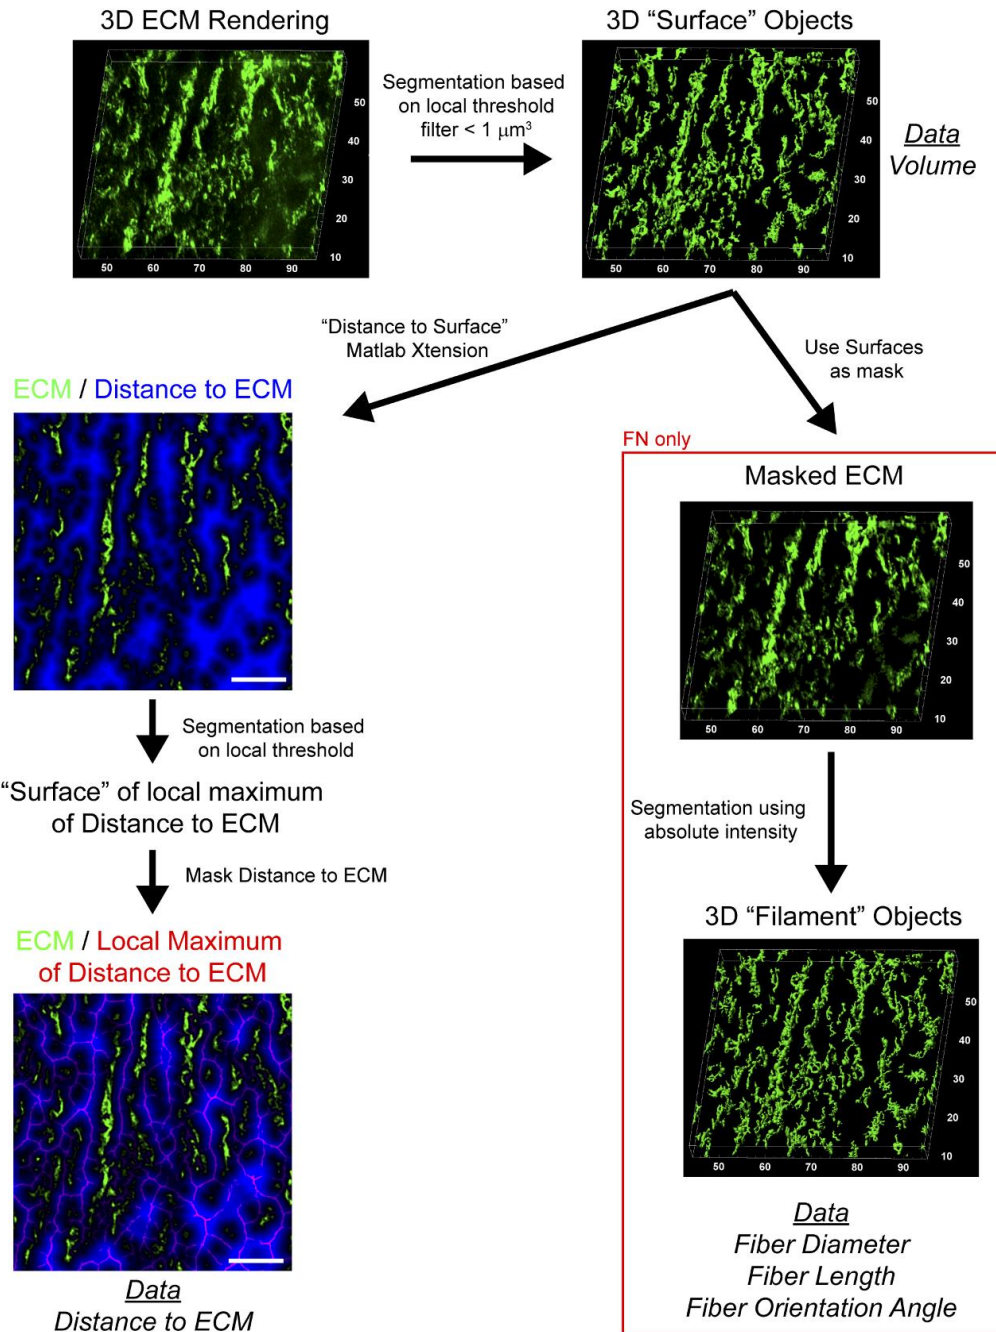 3D ECM Rendering
50
40
30
20
10
50
60
70
80
90
Segmentation based
on local threshold
filter < 1 μm³
3D “Surface” Objects
50
40
30
20
10
50
60
70
80
90
Data
Volume
“Distance to Surface”
Matlab Xtension
Use Surfaces
as mask
ECM / Distance to ECM
Segmentation based
on local threshold
“Surface” of local maximum
of Distance to ECM
Mask Distance to ECM
ECM / Local Maximum
of Distance to ECM
Data
Distance to ECM
FN only
Masked ECM
50
40
30
20
10
50
60
70
80
90
Segmentation using
absolute intensity
3D “Filament” Objects
50
40
30
20
10
50
60
70
80
90
Data
Fiber Diameter
Fiber Length
Fiber Orientation Angle